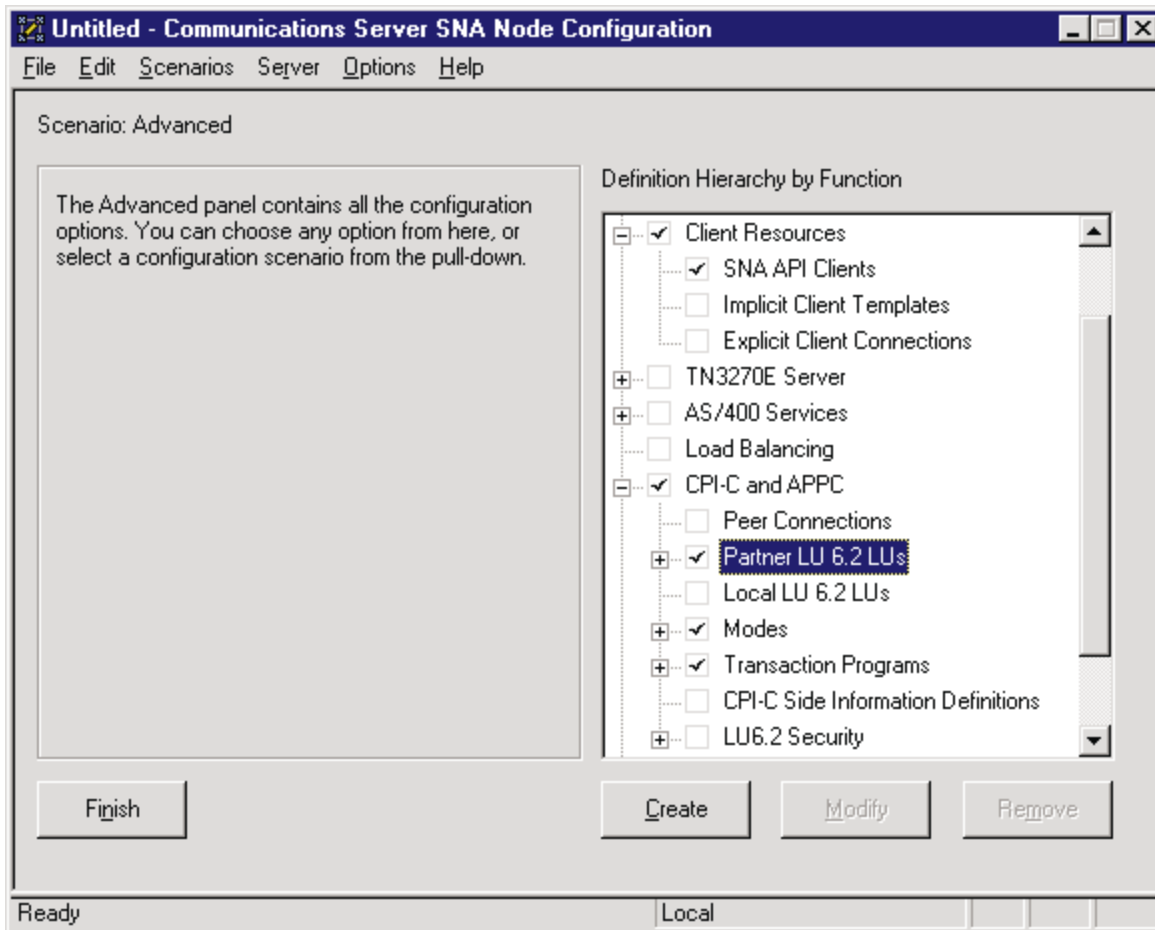 Untitled - Communications Server SNA Node Configuration
File Edit Scenarios Server Options Help
Scenario: Advanced
The Advanced panel contains all the configuration
options. You can choose any option from here, or
select a configuration scenario from the pull-down.
Definition Hierarchy by Function
Client Resources
SNA API Clients
Implicit Client Templates
Explicit Client Connections
TN3270E Server
AS/400 Services
Load Balancing
CPI-C and APPC
Peer Connections
Partner LU 6.2 LUs
Local LU 6.2 LUs
Modes
Transaction Programs
CPI-C Side Information Definitions
LU6.2 Security
Finish
Create
Modify
Remove
Ready
Local